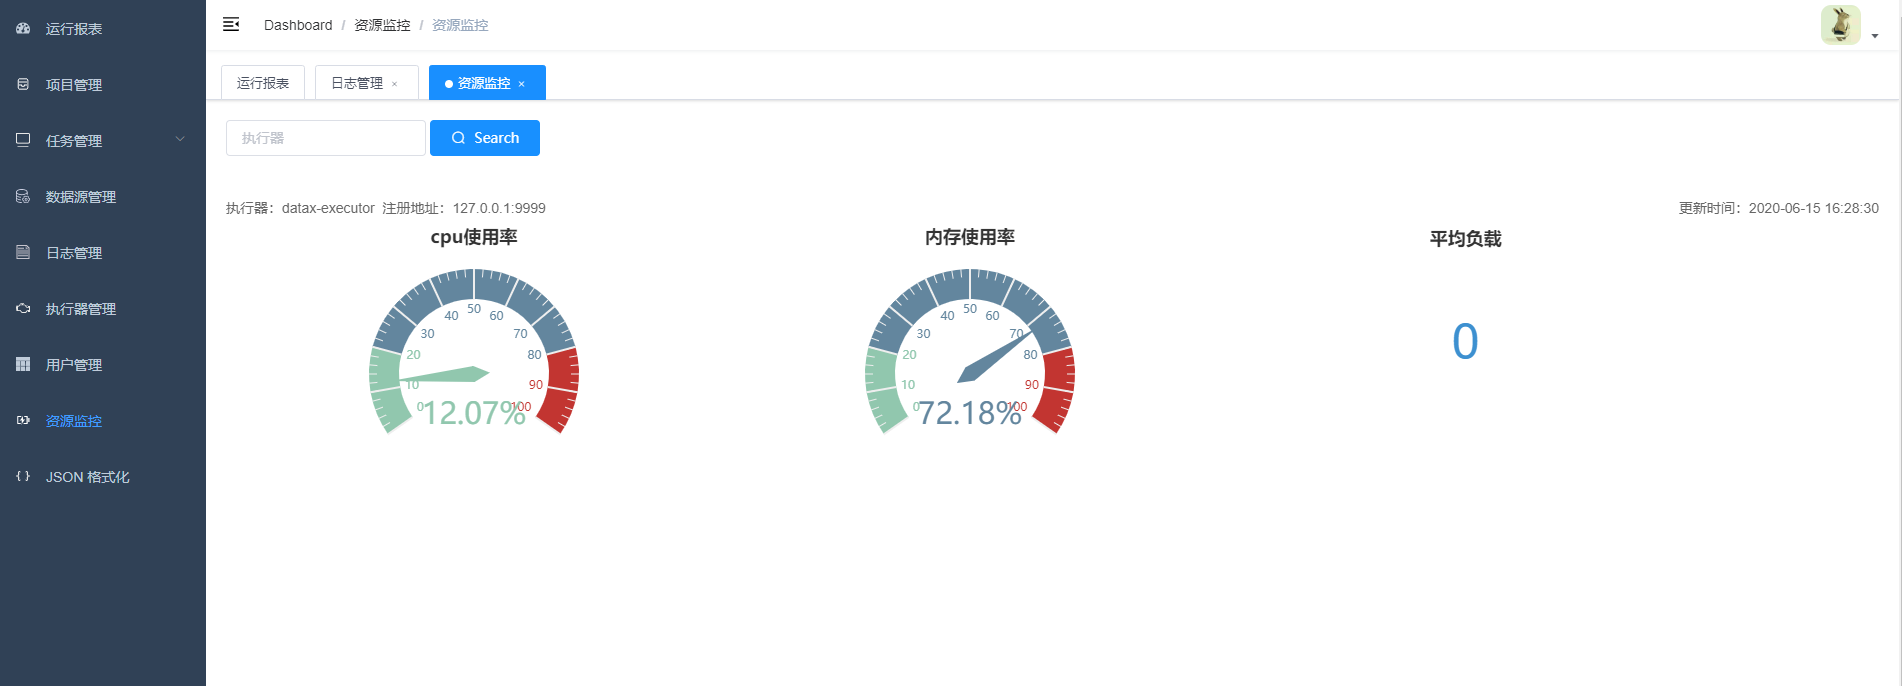 运行报表
项目管理
任务管理
数据源管理
日志管理
执行器管理
用户管理
资源监控
JSON 格式化
Dashboard / 资源监控 / 资源监控
运行报表 日志管理 × 资源监控 ×
执行器 Search
执行器：datax-executor 注册地址：127.0.0.1:9999 更新时间：2020-06-15 16:28:30
cpu使用率
0 10 20 30 40 50 60 70 80 90 100
12.07%
内存使用率
0 10 20 30 40 50 60 70 80 90 100
72.18%
平均负载
0